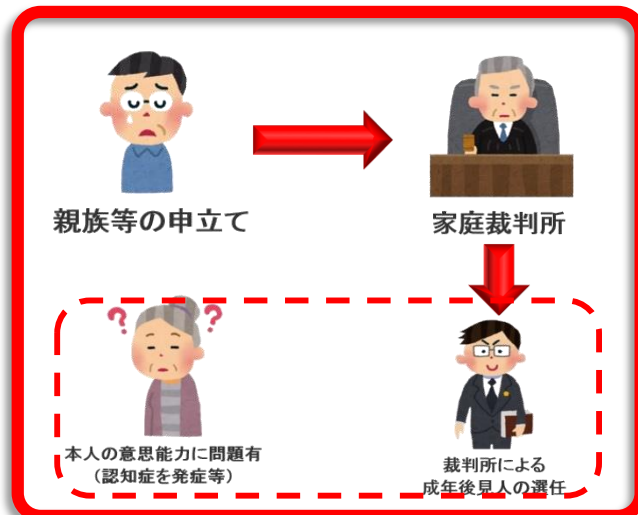 親族等の申立て
家庭裁判所
? ?
本人の意思能力に問題有
（認知症を発症等）
裁判所による
成年後見人の選任